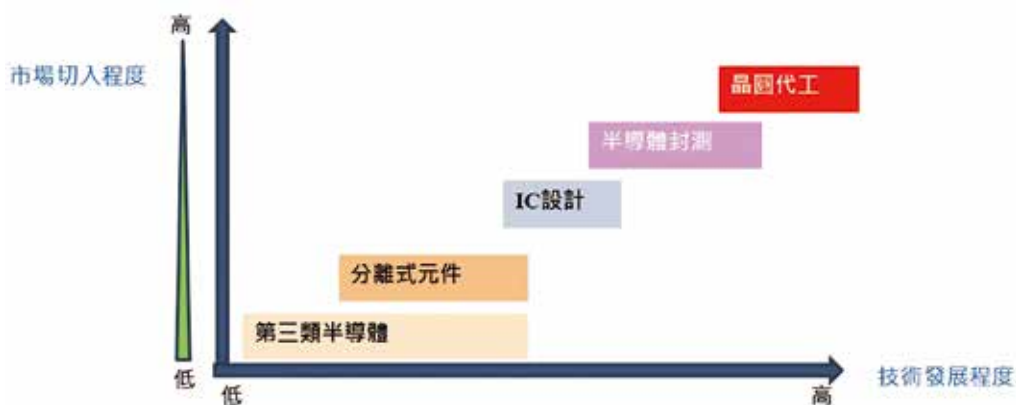 高
市場切入程度
晶圓代工
半導體封測
IC設計
分離式元件
第三類半導體
低
低
高
技術發展程度